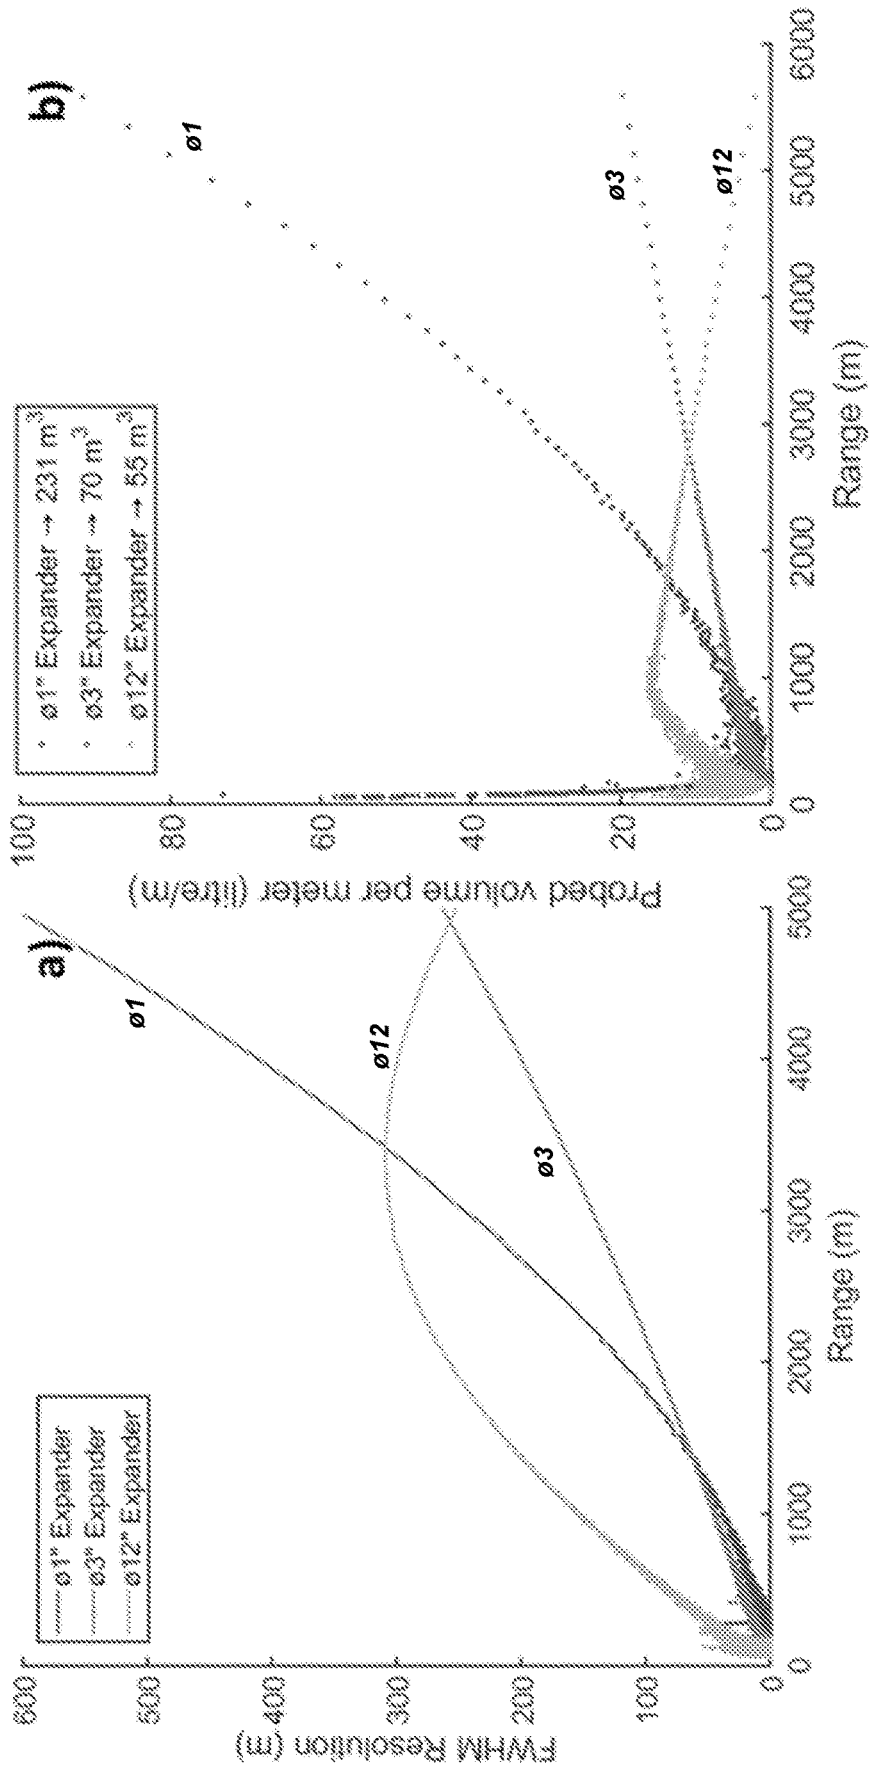 a)
ø1" Expander
ø3" Expander
ø12" Expander
ø1
ø12
ø3
600
500
400
300
200
100
0
FWHM Resolution (m)
0
1000
2000
3000
4000
5000
Range (m)
b)
ø1" Expander → 231 m³
ø3" Expander → 70 m³
ø12" Expander → 55 m³
ø1
ø3
ø12
100
80
60
40
20
0
Probed volume per meter (litre/m)
0
1000
2000
3000
4000
5000
6000
Range (m)